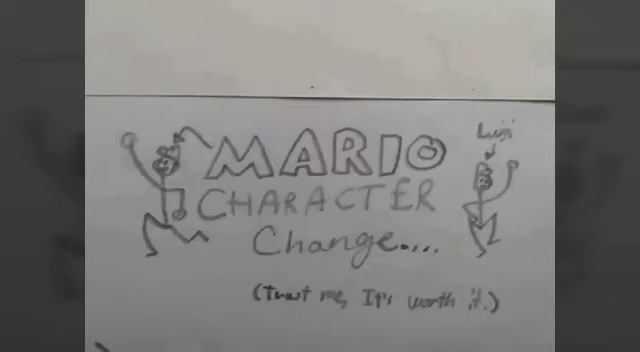 Luigi
MARIO
CHARACTER
Change....
(Trust me, It's worth it.)